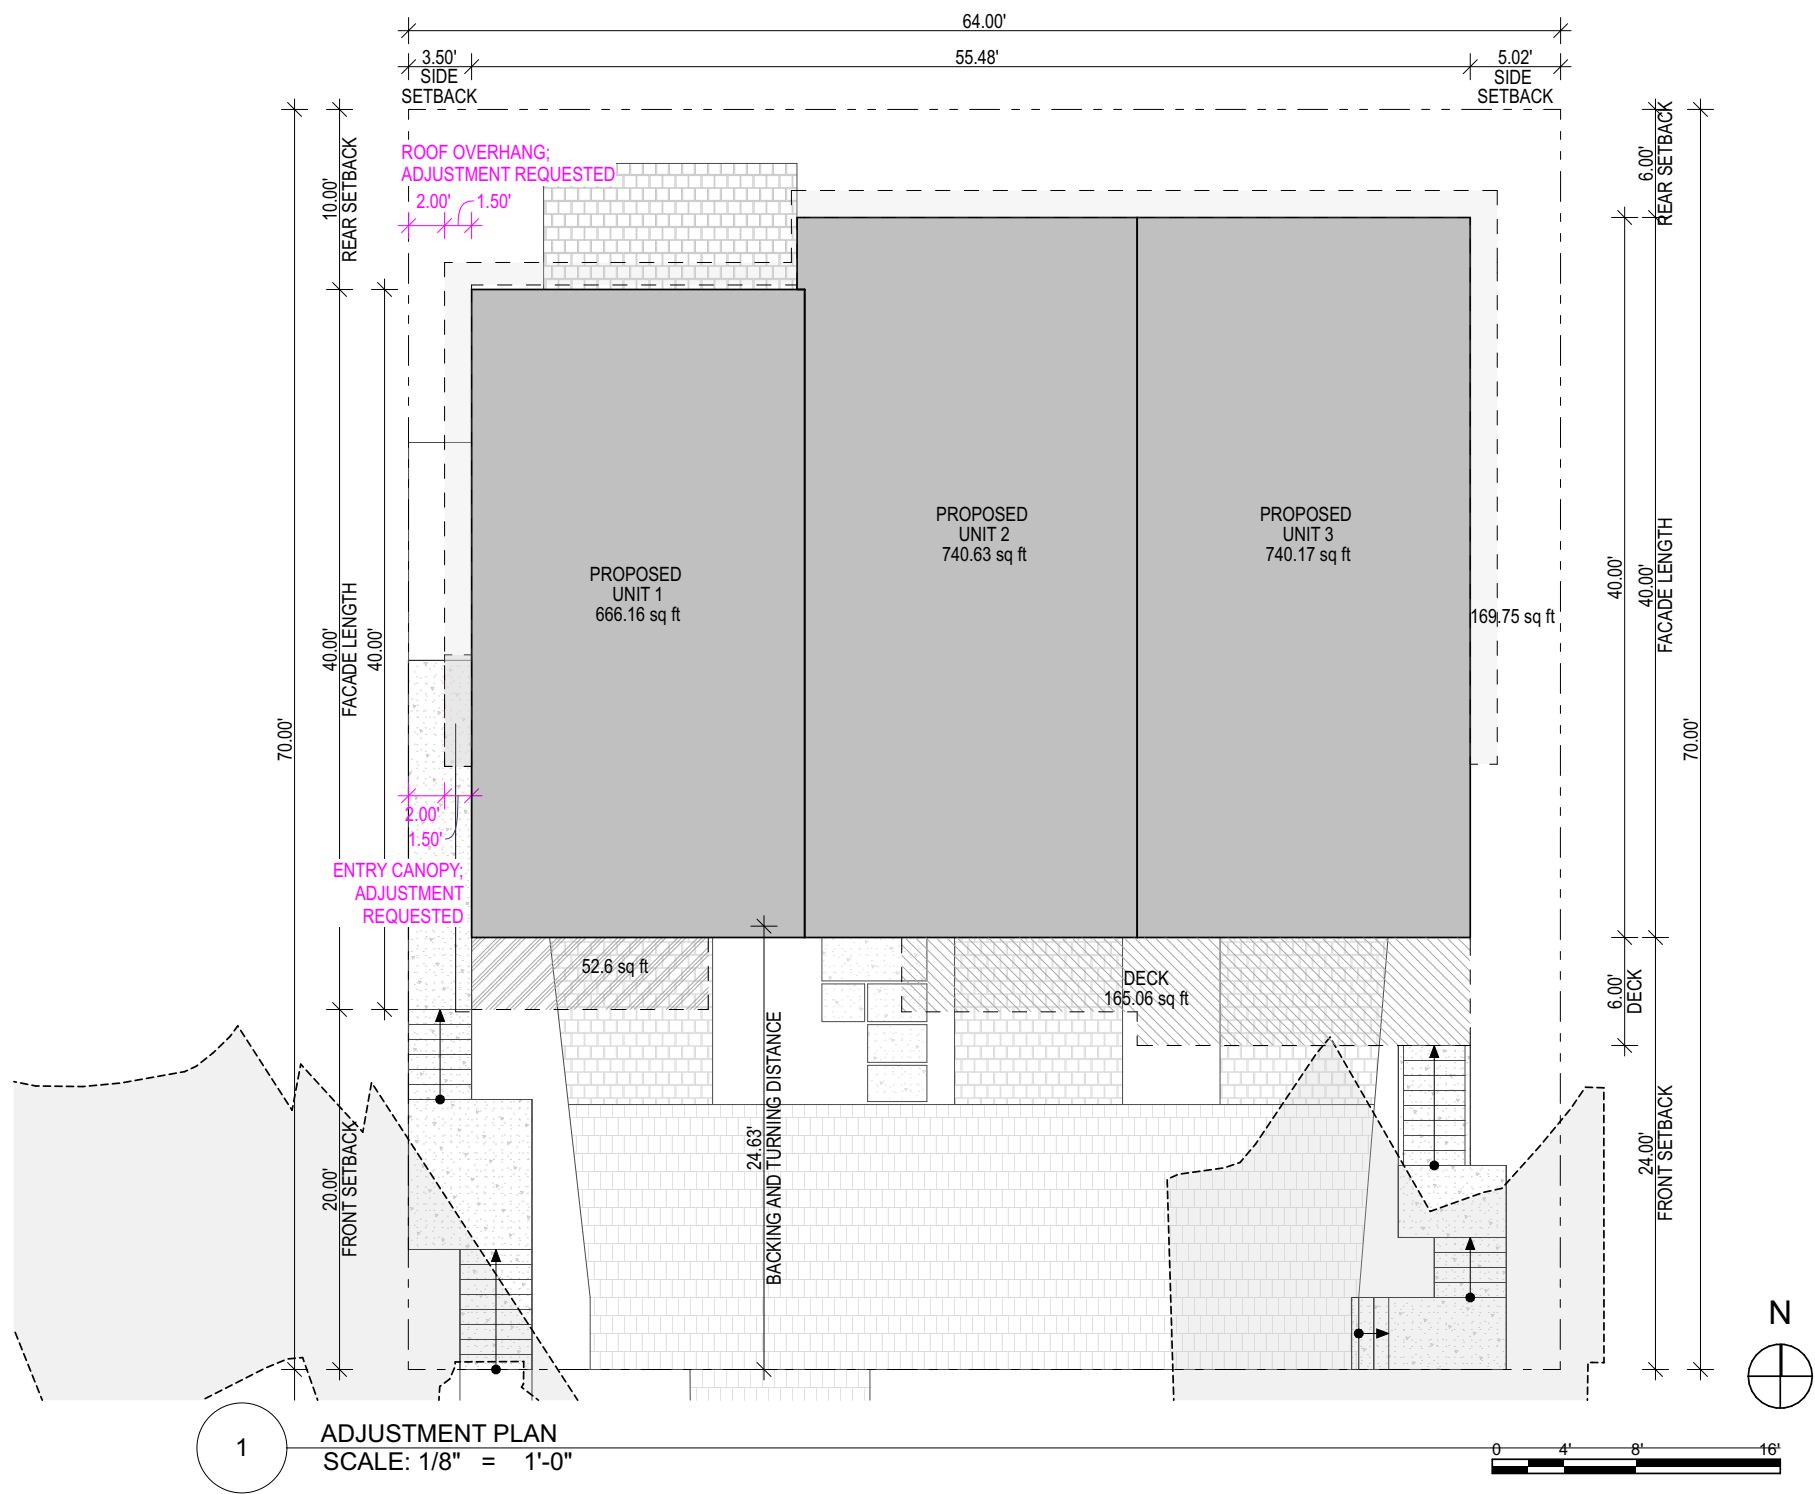 64.00'
3.50'
SIDE
SETBACK
55.48'
5.02'
SIDE
SETBACK
ROOF OVERHANG;
ADJUSTMENT REQUESTED
2.00'
1.50'
10.00'
REAR SETBACK
6.00'
REAR SETBACK
PROPOSED
UNIT 1
666.16 sq ft
PROPOSED
UNIT 2
740.63 sq ft
PROPOSED
UNIT 3
740.17 sq ft
169.75 sq ft
70.00'
40.00'
FACADE LENGTH
40.00'
40.00'
40.00'
FACADE LENGTH
70.00'
2.00'
1.50'
ENTRY CANOPY;
ADJUSTMENT
REQUESTED
52.6 sq ft
DECK
165.06 sq ft
6.00'
DECK
24.63'
BACKING AND TURNING DISTANCE
20.00'
FRONT SETBACK
24.00'
FRONT SETBACK
N
1
ADJUSTMENT PLAN
SCALE: 1/8" = 1'-0"
0 4' 8' 16'